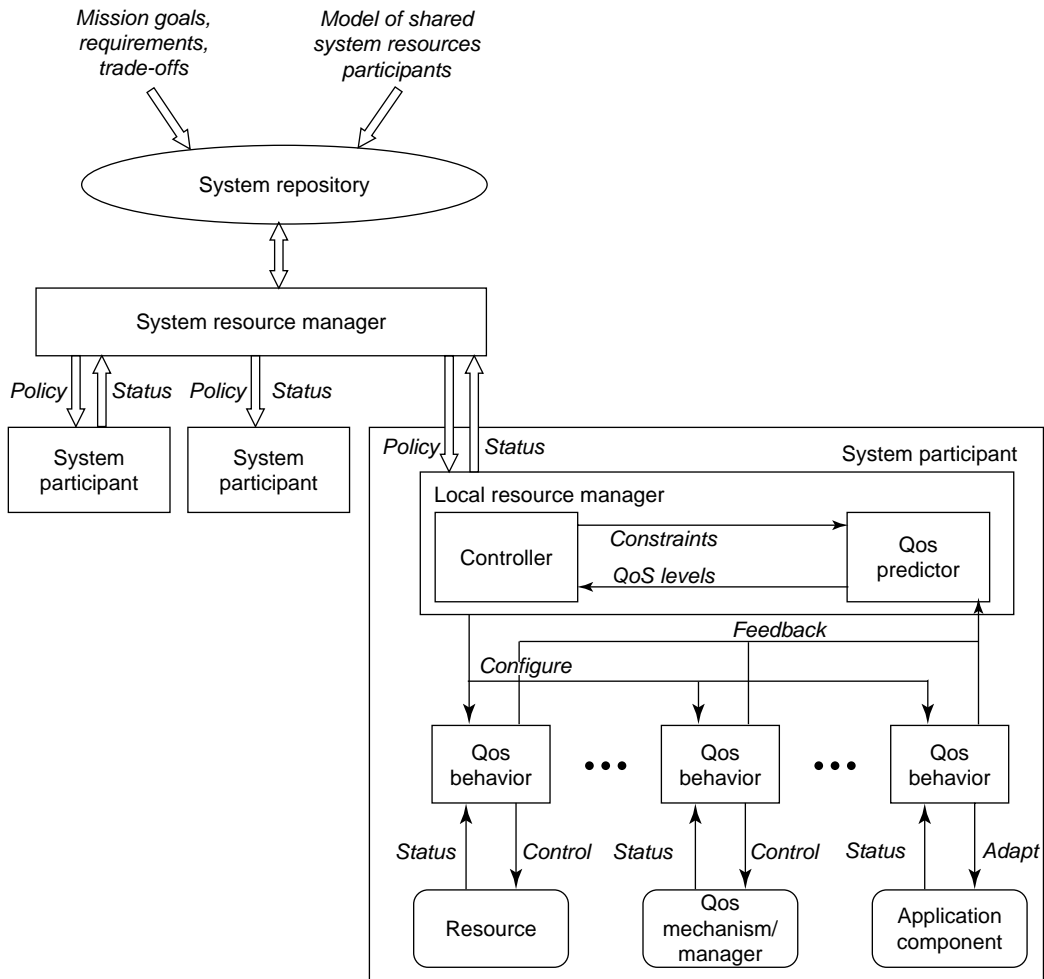 Mission goals,
requirements,
trade-offs
Model of shared
system resources
participants
System repository
System resource manager
Policy
Status
Policy
Status
Policy
Status
System
participant
System
participant
System participant
Local resource manager
Controller
Constraints
QoS levels
Qos
predictor
Feedback
Configure
Qos
behavior
Qos
behavior
Qos
behavior
Status
Control
Status
Control
Status
Adapt
Resource
Qos
mechanism/
manager
Application
component